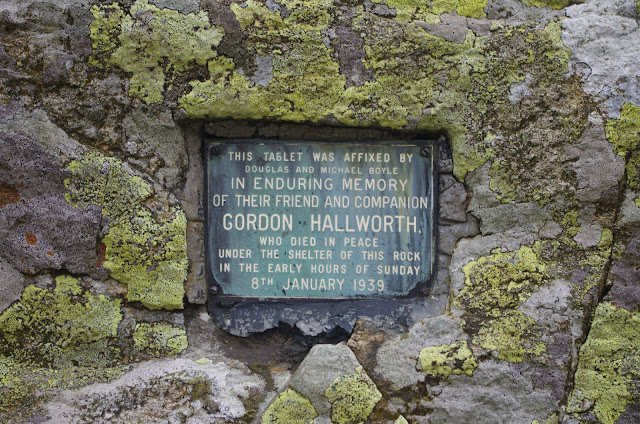 THIS TABLET WAS AFFIXED BY
DOUGLAS AND MICHAEL BOYLE
IN ENDURING MEMORY
OF THEIR FRIEND AND COMPANION
GORDON HALLWORTH,
WHO DIED IN PEACE
UNDER THE SHELTER OF THIS ROCK
IN THE EARLY HOURS OF SUNDAY
8TH JANUARY 1939